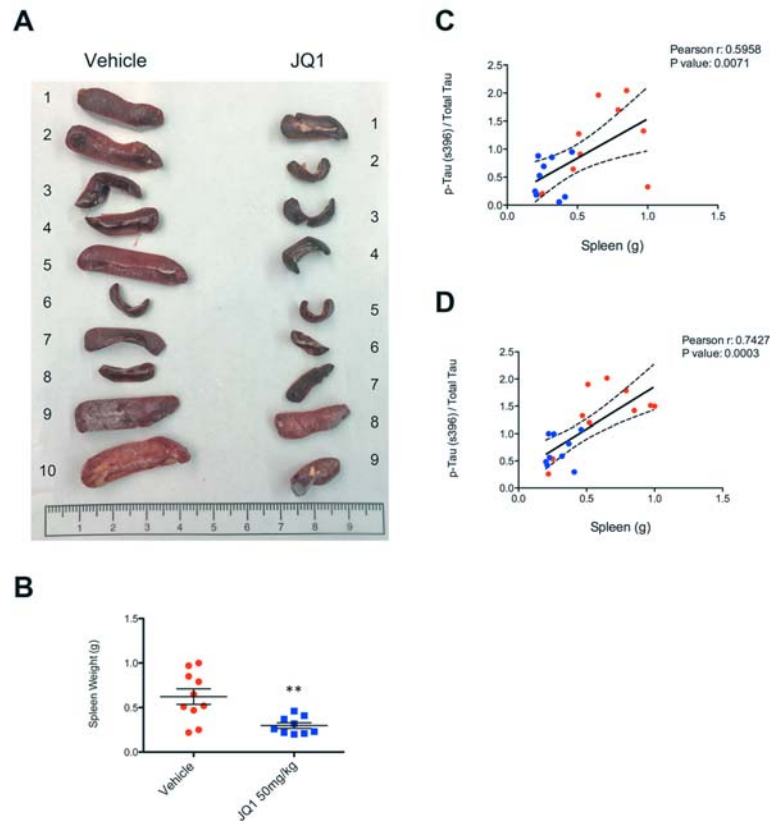 A
Vehicle
JQ1
1
2
3
4
5
6
7
8
9
10
1
2
3
4
5
6
7
8
9
1 2 3 4 5 6 7 8 9
B
Spleen Weight (g)
1.5
1.0
0.5
0.0
**
Vehicle
JQ1 50mg/kg
C
Pearson r: 0.5958
P value: 0.0071
p-Tau (s396) / Total Tau
2.5
2.0
1.5
1.0
0.5
0.0
0.0 0.5 1.0 1.5
Spleen (g)
D
Pearson r: 0.7427
P value: 0.0003
p-Tau (s396) / Total Tau
2.5
2.0
1.5
1.0
0.5
0.0
0.0 0.5 1.0 1.5
Spleen (g)